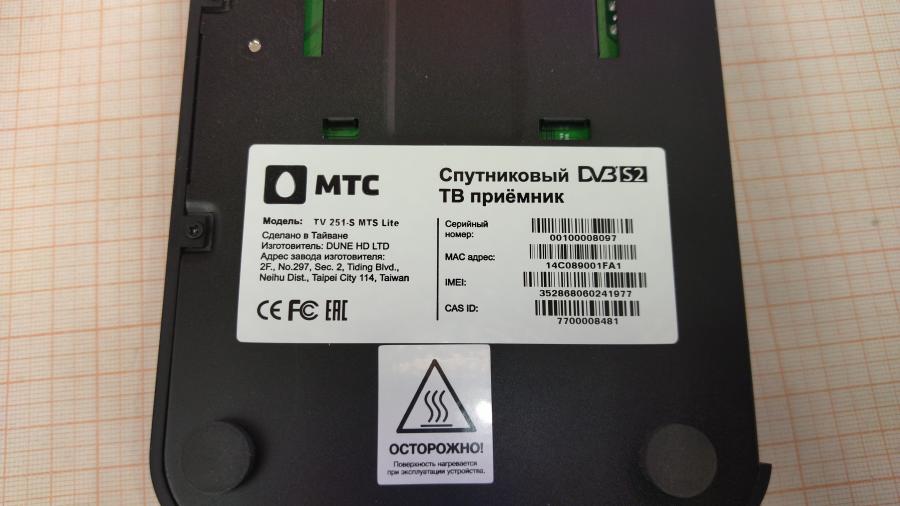 МТС
Спутниковый DVB S2
ТВ приёмник
Модель: TV 251-S MTS Lite
Сделано в Тайване
Изготовитель: DUNE HD LTD
Адрес завода изготовителя:
2F., No.297, Sec. 2, Tiding Blvd.,
Neihu Dist., Taipei City 114, Taiwan
CE FC EAC
Серийный
номер:
00100008097
MAC адрес:
14C089001FA1
IMEI:
352868060241977
CAS ID:
7700008481
ОСТОРОЖНО!
Поверхность нагревается
при эксплуатации устройства.